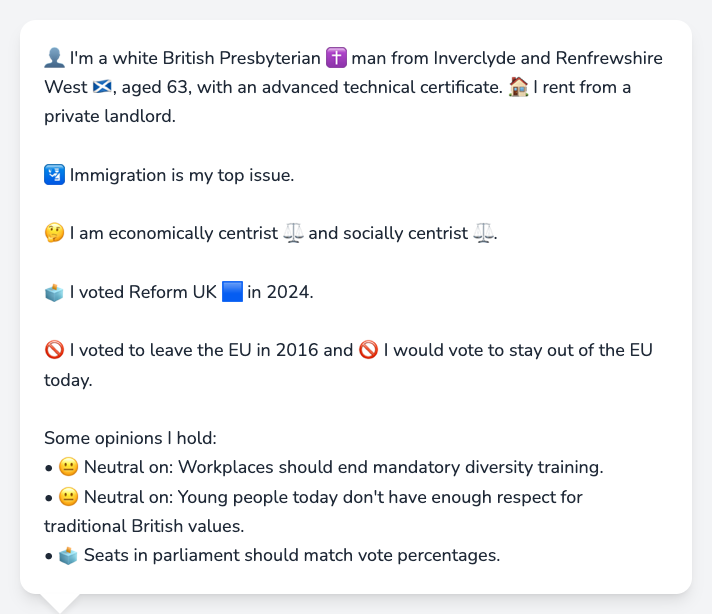 👤 I'm a white British Presbyterian ✝️ man from Inverclyde and Renfrewshire
West 🏴󠁧󠁢󠁳󠁣󠁴󠁿, aged 63, with an advanced technical certificate. 🏠 I rent from a
private landlord.
🛂 Immigration is my top issue.
🤔 I am economically centrist ⚖️ and socially centrist ⚖️.
🗳️ I voted Reform UK 🟦 in 2024.
🚫 I voted to leave the EU in 2016 and 🚫 I would vote to stay out of the EU
today.
Some opinions I hold:
• 😐 Neutral on: Workplaces should end mandatory diversity training.
• 😐 Neutral on: Young people today don't have enough respect for
traditional British values.
• 🗳️ Seats in parliament should match vote percentages.